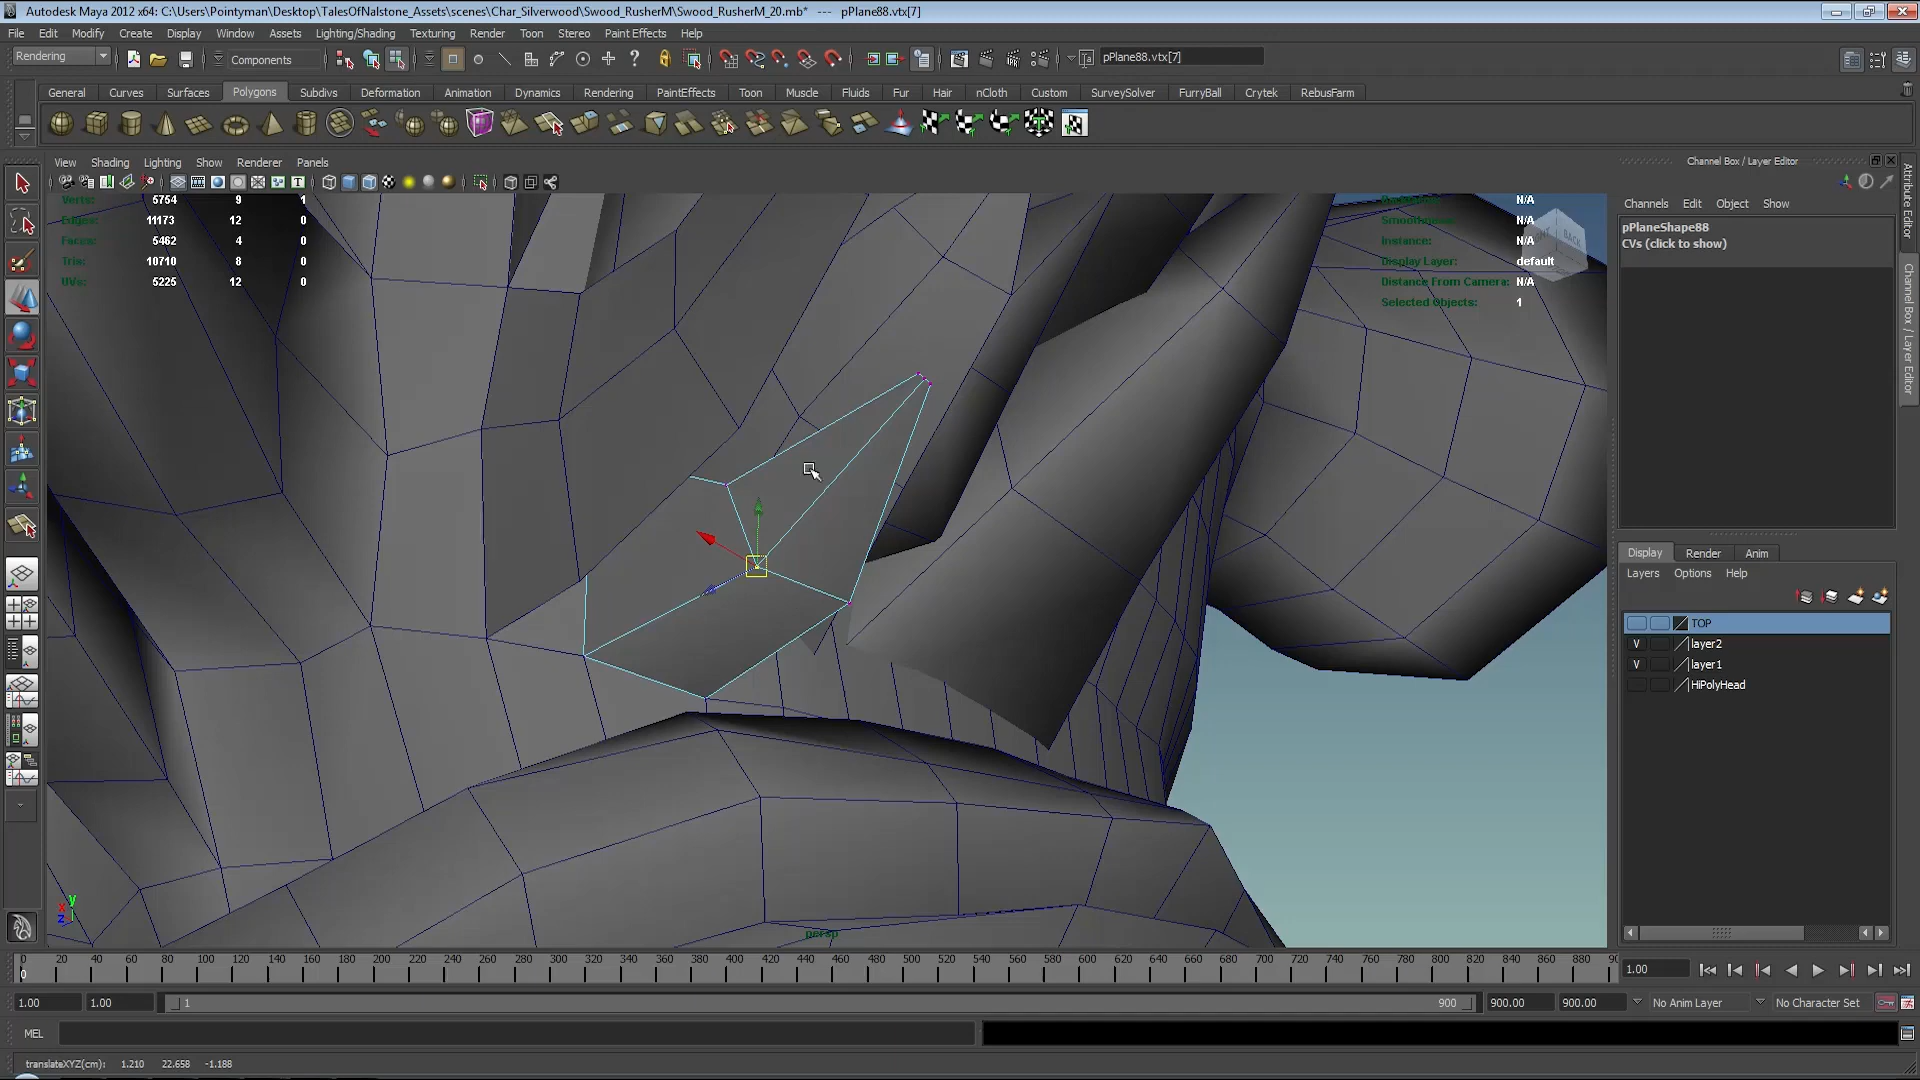 Autodesk Maya 2012 x64: C:\Users\Pointyman\Desktop\TalesOfNalstone_Assets\scenes\Char_Silverwood\Swood_RusherM\Swood_RusherM_20.mb* --- pPlane88.vtx[7]
File Edit Modify Create Display Window Assets Lighting/Shading Texturing Render Toon Stereo Paint Effects Help
Rendering Components pPlane88.vtx[7]
General Curves Surfaces Polygons Subdivs Deformation Animation Dynamics Rendering PaintEffects Toon Muscle Fluids Fur Hair nCloth Custom SurveySolver FurryBall Crytek RebusFarm
View Shading Lighting Show Renderer Panels
Channel Box / Layer Editor
Verts: 5754 9 1
Edges: 11173 12 0
Faces: 5462 4 0
Tris: 10710 8 0
UVs: 5225 12 0
N/A
Smoothness: N/A
Instance: N/A
Display Layer: default
Distance From Camera: N/A
Selected Objects: 1
BACK
Channels Edit Object Show
pPlaneShape88
CVs (click to show)
Attribute Editor
Channel Box / Layer Editor
Display Render Anim
Layers Options Help
TOP
V layer2
V layer1
HiPolyHead
y
x
z
persp
0 20 40 60 80 100 120 140 160 180 200 220 240 260 280 300 320 340 360 380 400 420 440 460 480 500 520 540 560 580 600 620 640 660 680 700 720 740 760 780 800 820 840 860 880 90
0
1.00
1.00 1.00 1 900 900.00 900.00 No Anim Layer No Character Set
MEL
translateXYZ(cm): 1.210 22.658 -1.188